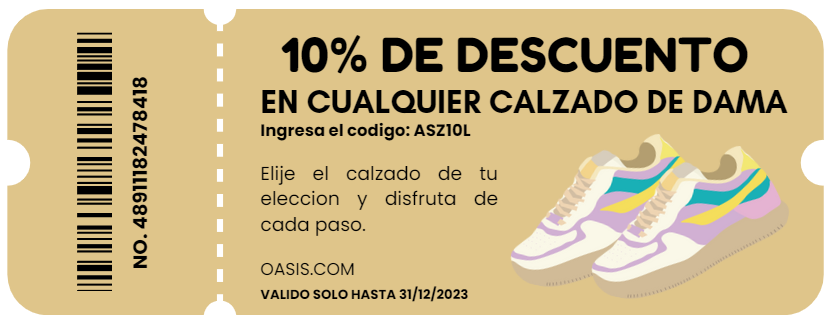 NO. 48911182478418
10% DE DESCUENTO
EN CUALQUIER CALZADO DE DAMA
Ingresa el codigo: ASZ10L
Elije el calzado de tu
eleccion y disfruta de
cada paso.
OASIS.COM
VALIDO SOLO HASTA 31/12/2023